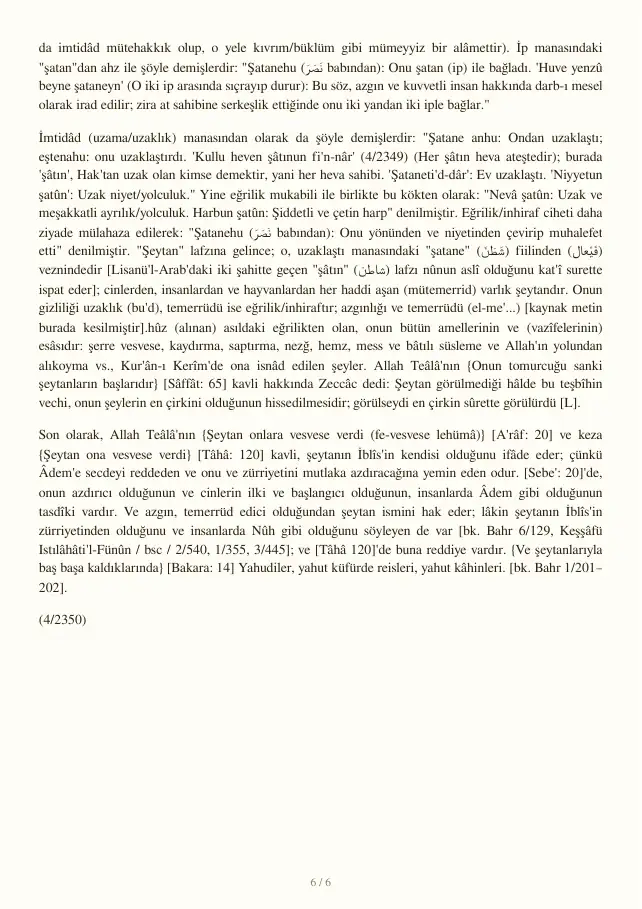 da imtidâd mütehakkık olup, o yele kıvrım/büklüm gibi mümeyyiz bir alâmettir). İp manasındaki
"şatan"dan ahz ile şöyle demişlerdir: "Şatanehu (نَصَرَ babından): Onu şatan (ip) ile bağladı. 'Huve yenzû
beyne şataneyn' (O iki ip arasında sıçrayıp durur): Bu söz, azgın ve kuvvetli insan hakkında darb-ı mesel
olarak irad edilir; zira at sahibine serkeşlik ettiğinde onu iki yandan iki iple bağlar."
İmtidâd (uzama/uzaklık) manasından olarak da şöyle demişlerdir: "Şatane anhu: Ondan uzaklaştı;
eştenahu: onu uzaklaştırdı. 'Kullu heven şâtınun fi'n-nâr' (4/2349) (Her şâtın heva ateştedir); burada
'şâtın', Hak'tan uzak olan kimse demektir, yani her heva sahibi. 'Şataneti'd-dâr': Ev uzaklaştı. 'Niyyetun
şatûn': Uzak niyet/yolculuk." Yine eğrilik mukabili ile birlikte bu kökten olarak: "Nevâ şatûn: Uzak ve
meşakkatli ayrılık/yolculuk. Harbun şatûn: Şiddetli ve çetin harp" denilmiştir. Eğrilik/inhiraf ciheti daha
ziyade mülahaza edilerek: "Şatanehu (نَصَرَ babından): Onu yönünden ve niyetinden çevirip muhalefet
etti" denilmiştir. "Şeytan" lafzına gelince; o, uzaklaştı manasındaki "şatane" (شَطَنَ) fiilinden (فَيْعال)
veznindedir [Lisanü'l-Arab'daki iki şahitte geçen "şâtın" (شاطن) lafzı nûnun aslî olduğunu kat'î surette
ispat eder]; cinlerden, insanlardan ve hayvanlardan her haddi aşan (mütemerrid) varlık şeytandır. Onun
gizliliği uzaklık (bu'd), temerrüdü ise eğrilik/inhiraftır; azgınlığı ve temerrüdü (el-me'...) [kaynak metin
burada kesilmiştir].hûz (alınan) asıldaki eğrilikten olan, onun bütün amellerinin ve (vazîfelerinin)
esâsıdır: şerre vesvese, kaydırma, saptırma, nezğ, hemz, mess ve bâtılı süsleme ve Allah'ın yolundan
alıkoyma vs., Kur'ân-ı Kerîm'de ona isnâd edilen şeyler. Allah Teâlâ'nın {Onun tomurcuğu sanki
şeytanların başlarıdır} [Sâffât: 65] kavli hakkında Zeccâc dedi: Şeytan görülmediği hâlde bu teşbîhin
vechi, onun şeylerin en çirkini olduğunun hissedilmesidir; görülseydi en çirkin sûrette görülürdü [L].
Son olarak, Allah Teâlâ'nın {Şeytan onlara vesvese verdi (fe-vesvese lehümâ)} [A'râf: 20] ve keza
{Şeytan ona vesvese verdi} [Tâhâ: 120] kavli, şeytanın İblîs'in kendisi olduğunu ifâde eder; çünkü
Âdem'e secdeyi reddeden ve onu ve zürriyetini mutlaka azdıracağına yemin eden odur. [Sebe': 20]'de,
onun azdırıcı olduğunun ve cinlerin ilki ve başlangıcı olduğunun, insanlarda Âdem gibi olduğunun
tasdîki vardır. Ve azgın, temerrüd edici olduğundan şeytan ismini hak eder; lâkin şeytanın İblîs'in
zürriyetinden olduğunu ve insanlarda Nûh gibi olduğunu söyleyen de var [bk. Bahr 6/129, Keşşâfü
Istılâhâti'l-Fünûn / bsc / 2/540, 1/355, 3/445]; ve [Tâhâ 120]'de buna reddiye vardır. {Ve şeytanlarıyla
baş başa kaldıklarında} [Bakara: 14] Yahudiler, yahut küfürde reisleri, yahut kâhinleri. [bk. Bahr 1/201–
202].
(4/2350)
6 / 6